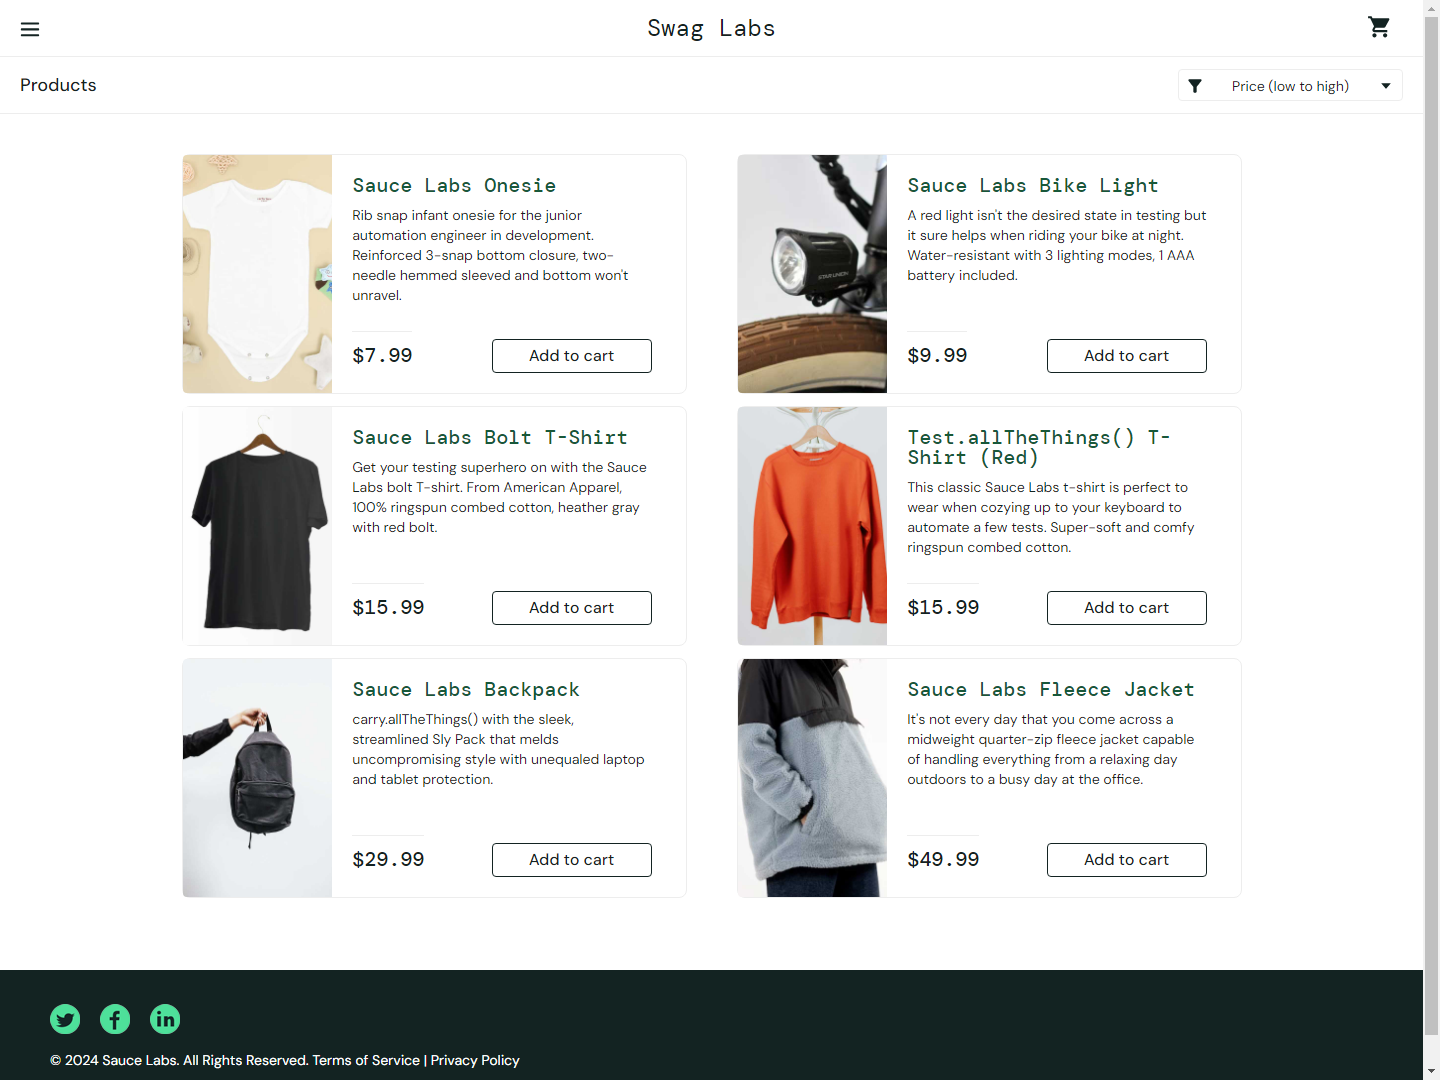 Swag Labs
Products
Price (low to high)
Sauce Labs Onesie
Rib snap infant onesie for the junior
automation engineer in development.
Reinforced 3-snap bottom closure, two-
needle hemmed sleeved and bottom won't
unravel.
$7.99
Add to cart
Sauce Labs Bike Light
A red light isn't the desired state in testing but
it sure helps when riding your bike at night.
Water-resistant with 3 lighting modes, 1 AAA
battery included.
$9.99
Add to cart
STAR UNION
Sauce Labs Bolt T-Shirt
Get your testing superhero on with the Sauce
Labs bolt T-shirt. From American Apparel,
100% ringspun combed cotton, heather gray
with red bolt.
$15.99
Add to cart
Test.allTheThings() T-
Shirt (Red)
This classic Sauce Labs t-shirt is perfect to
wear when cozying up to your keyboard to
automate a few tests. Super-soft and comfy
ringspun combed cotton.
$15.99
Add to cart
Sauce Labs Backpack
carry.allTheThings() with the sleek,
streamlined Sly Pack that melds
uncompromising style with unequaled laptop
and tablet protection.
$29.99
Add to cart
Sauce Labs Fleece Jacket
It's not every day that you come across a
midweight quarter-zip fleece jacket capable
of handling everything from a relaxing day
outdoors to a busy day at the office.
$49.99
Add to cart
© 2024 Sauce Labs. All Rights Reserved. Terms of Service | Privacy Policy